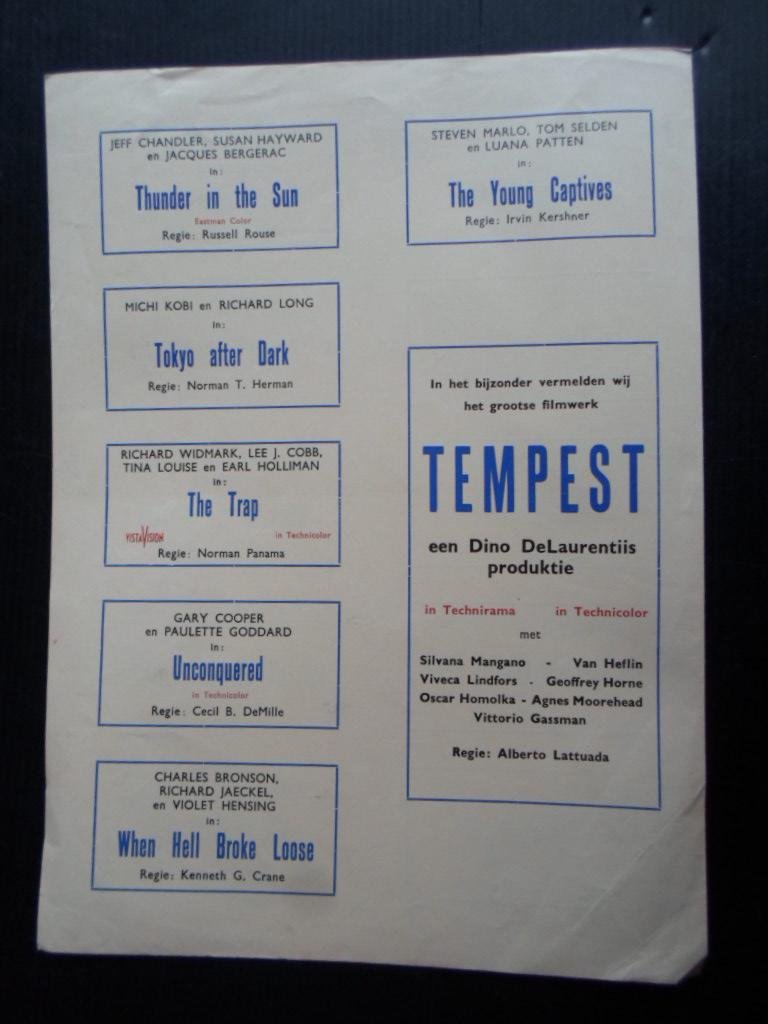 JEFF CHANDLER, SUSAN HAYWARD
en JACQUES BERGERAC
in:
Thunder in the Sun
Eastman Color
Regie: Russell Rouse
MICHI KOBI en RICHARD LONG
in:
Tokyo after Dark
Regie: Norman T. Herman
RICHARD WIDMARK, LEE J. COBB,
TINA LOUISE en EARL HOLLIMAN
in:
The Trap
VISTAVISION in Technicolor
Regie: Norman Panama
GARY COOPER
en PAULETTE GODDARD
in:
Unconquered
in Technicolor
Regie: Cecil B. DeMille
CHARLES BRONSON,
RICHARD JAECKEL,
en VIOLET HENSING
in:
When Hell Broke Loose
Regie: Kenneth G. Crane
STEVEN MARLO, TOM SELDEN
en LUANA PATTEN
in:
The Young Captives
Regie: Irvin Kershner
In het bijzonder vermelden wij
het grootse filmwerk
TEMPEST
een Dino DeLaurentiis
produktie
in Technirama in Technicolor
met
Silvana Mangano - Van Heflin
Viveca Lindfors - Geoffrey Horne
Oscar Homolka - Agnes Moorehead
Vittorio Gassman
Regie: Alberto Lattuada